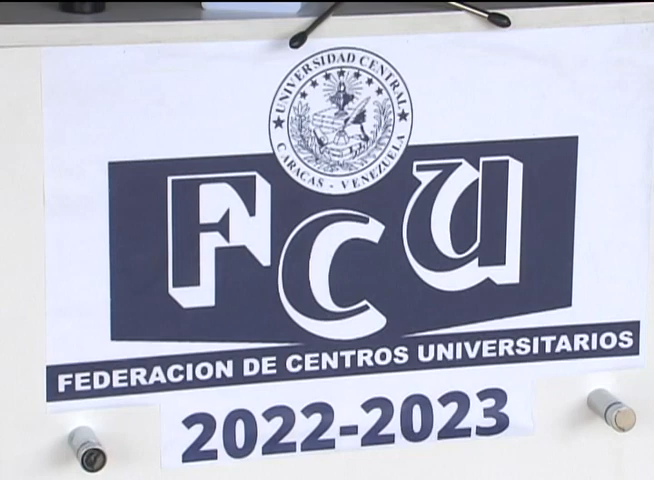 UNIVERSIDAD CENTRAL
CARACAS - VENEZUELA
FCU
FEDERACION DE CENTROS UNIVERSITARIOS
2022-2023